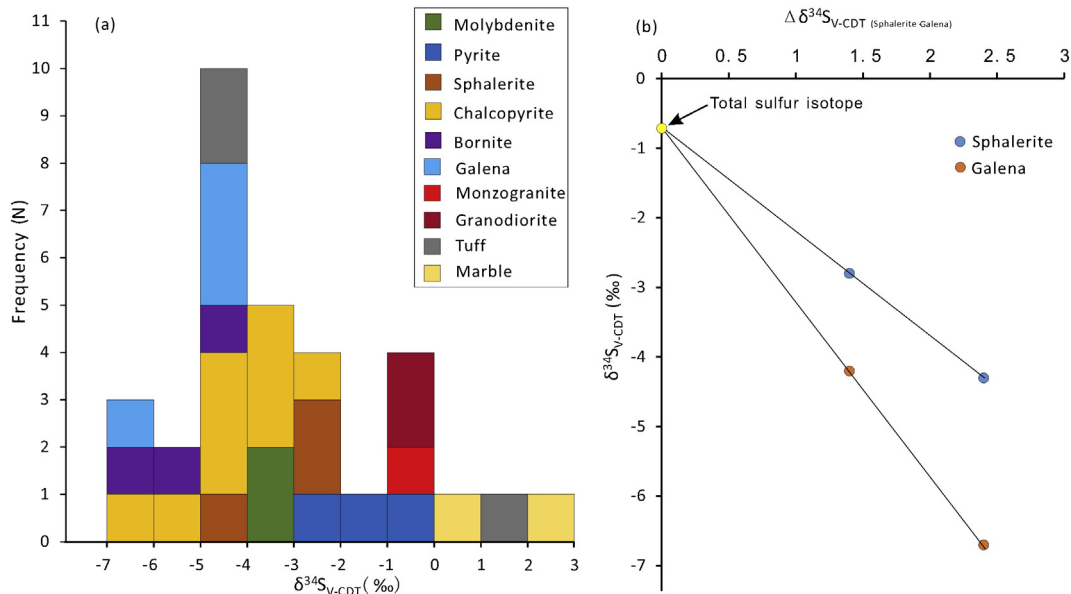 (a)
Frequency (N)
11
10
9
8
7
6
5
4
3
2
1
0
-7 -6 -5 -4 -3 -2 -1 0 1 2 3
δ³⁴S V-CDT (‰)
Molybdenite
Pyrite
Sphalerite
Chalcopyrite
Bornite
Galena
Monzogranite
Granodiorite
Tuff
Marble
(b)
Δ δ³⁴S V-CDT (Sphalerite-Galena)
0 0.5 1 1.5 2 2.5 3
0
-1
-2
-3
-4
-5
-6
-7
δ³⁴S V-CDT (‰)
Total sulfur isotope
Sphalerite
Galena